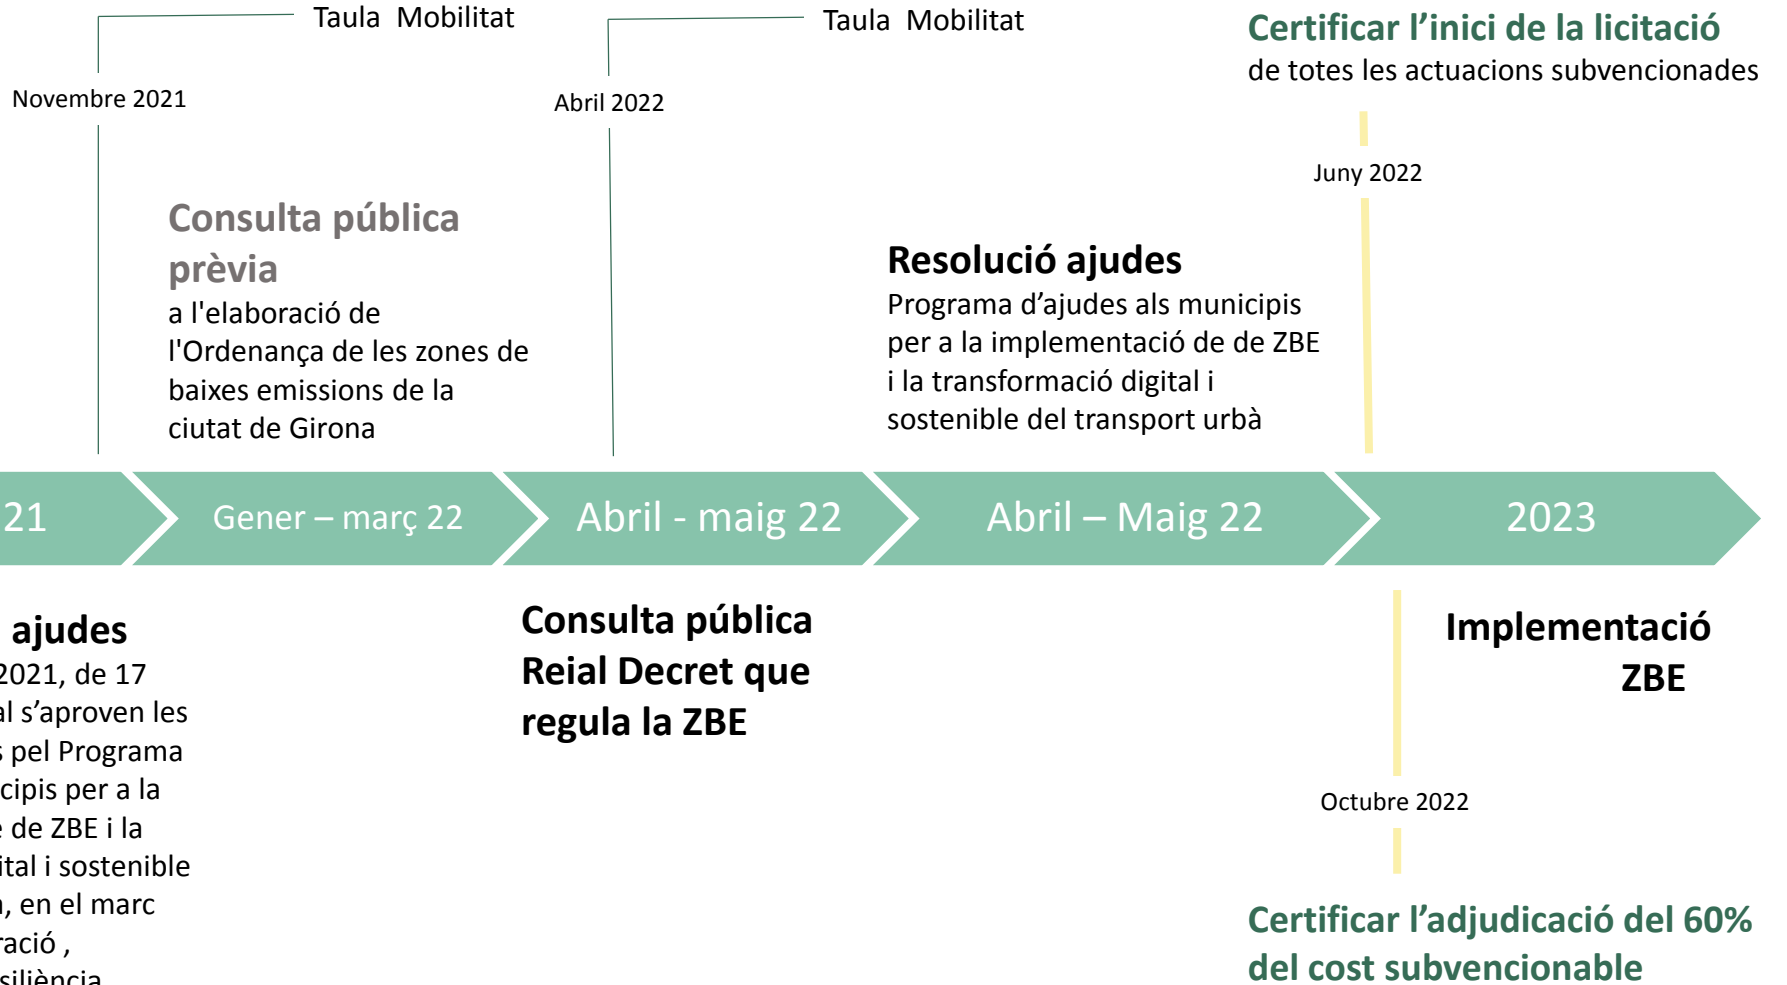 Taula Mobilitat
Taula Mobilitat
Certificar l’inici de la licitació
de totes les actuacions subvencionades
Novembre 2021
Abril 2022
Juny 2022
Consulta pública
prèvia
a l'elaboració de
l'Ordenança de les zones de
baixes emissions de la
ciutat de Girona
Resolució ajudes
Programa d’ajudes als municipis
per a la implementació de de ZBE
i la transformació digital i
sostenible del transport urbà
21
Gener – març 22
Abril - maig 22
Abril – Maig 22
2023
ajudes
2021, de 17
al s’aproven les
s pel Programa
cipis per a la
e de ZBE i la
ital i sostenible
, en el marc
ració ,
siliència
Consulta pública
Reial Decret que
regula la ZBE
Implementació
ZBE
Octubre 2022
Certificar l’adjudicació del 60%
del cost subvencionable